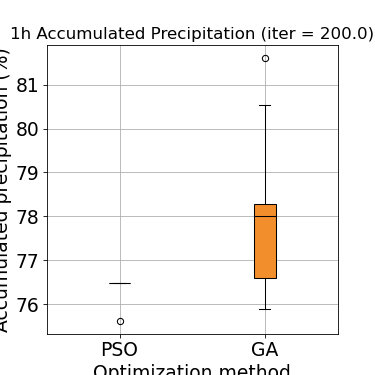 1h Accumulated Precipitation (iter = 200.0)
Accumulated precipitation (%)
81
80
79
78
77
76
PSO GA
Optimization method